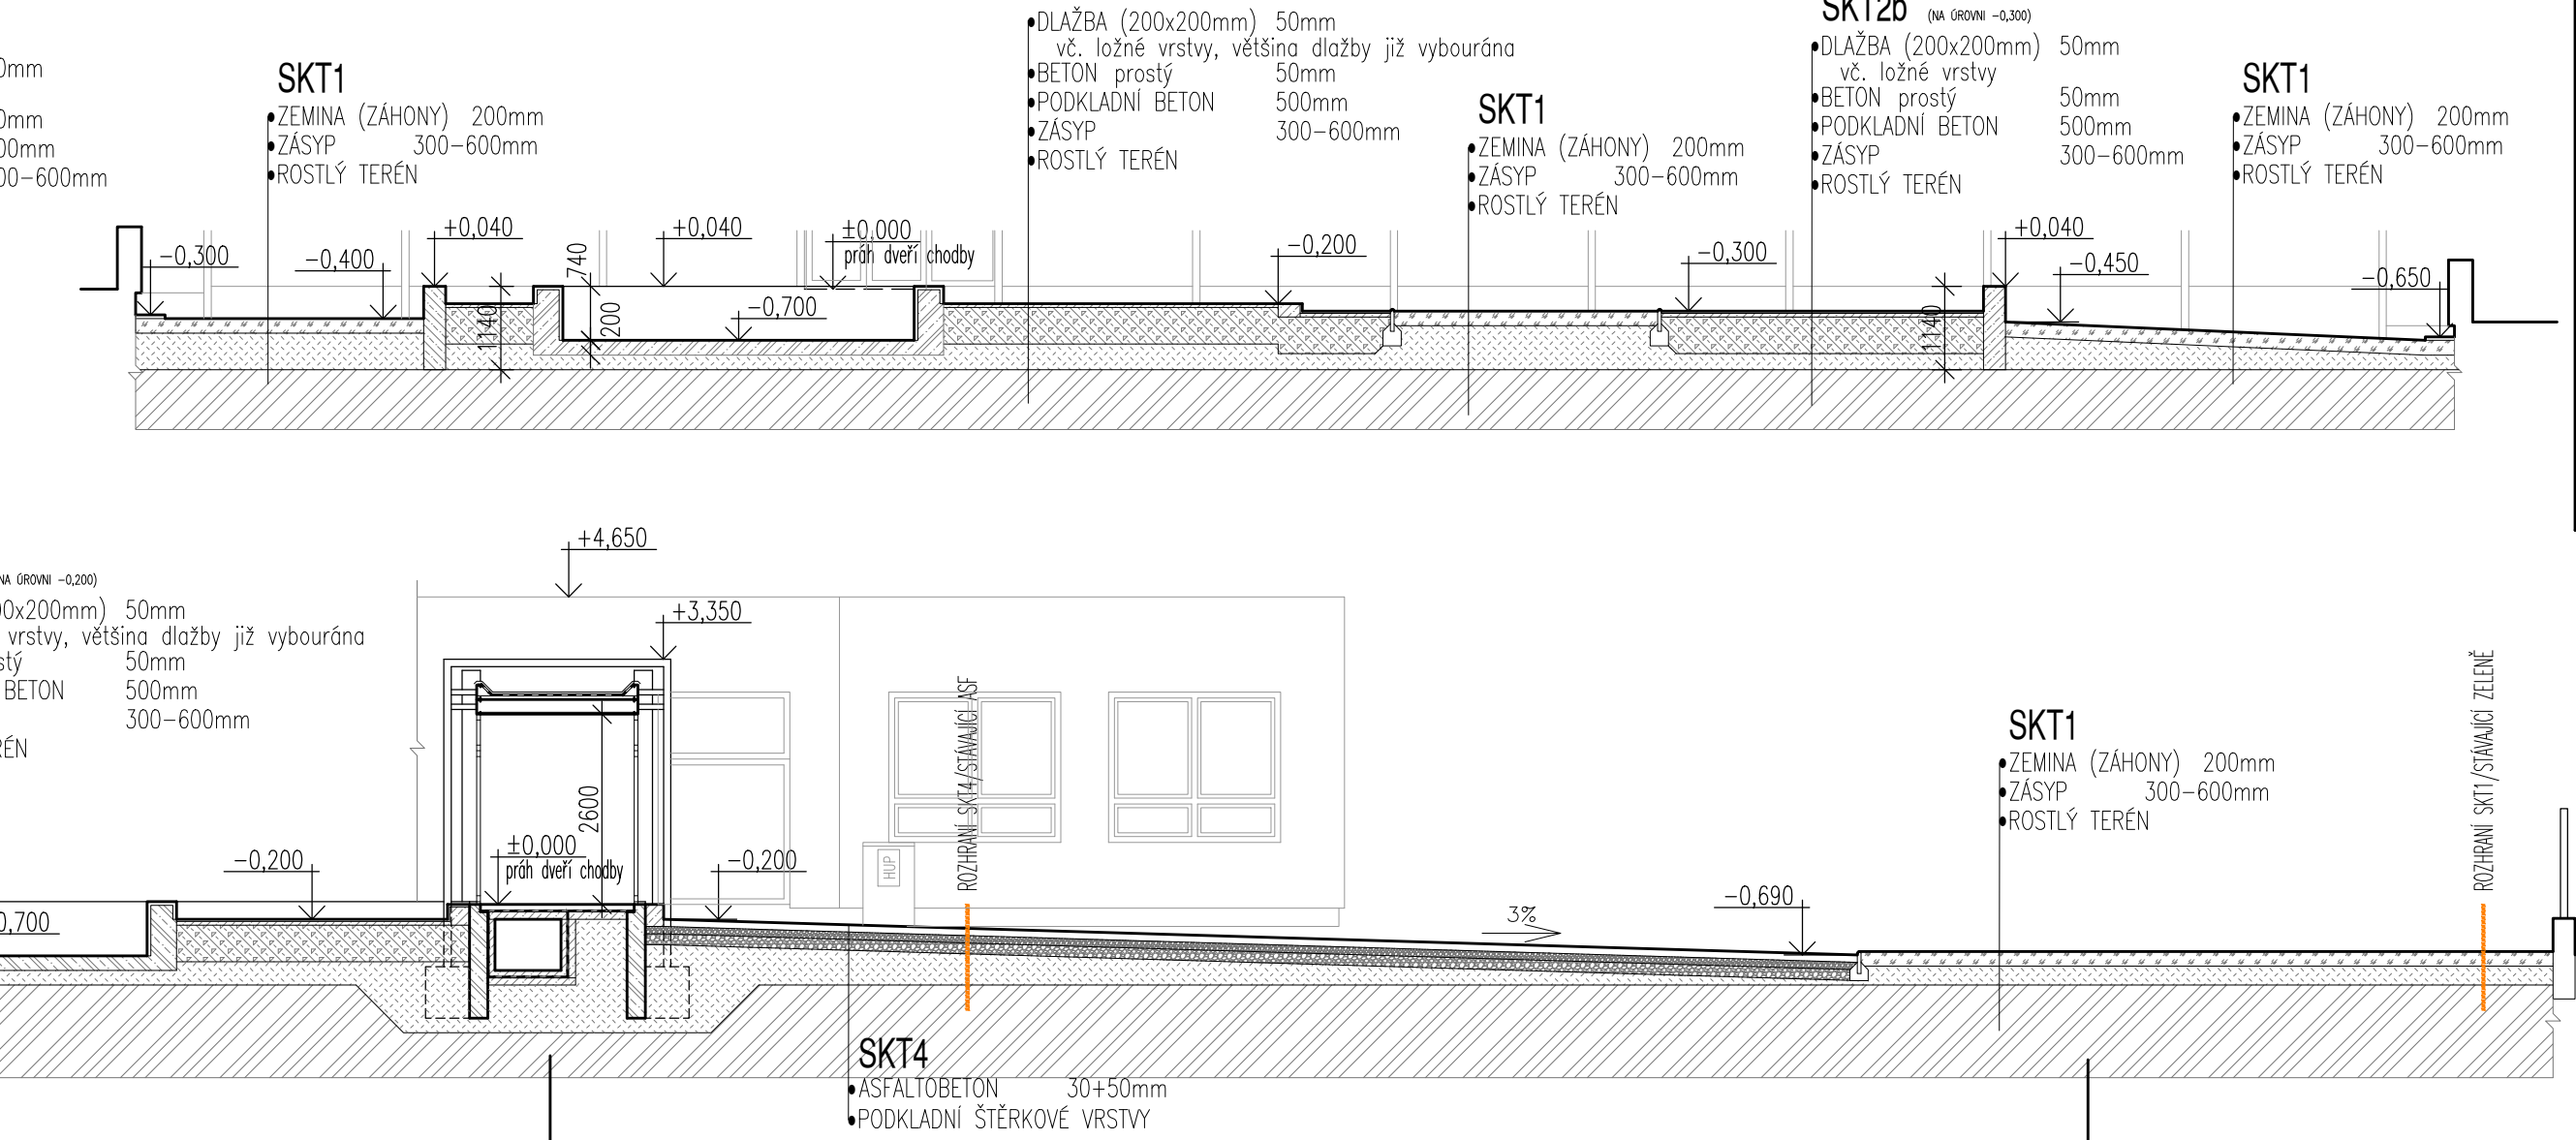 0mm
0mm
00mm
00-600mm
SKT1
ZEMINA (ZÁHONY) 200mm
ZÁSYP 300-600mm
ROSTLÝ TERÉN
DLAŽBA (200x200mm) 50mm
vč. ložné vrstvy, většina dlažby již vybourána
BETON prostý 50mm
PODKLADNÍ BETON 500mm
ZÁSYP 300-600mm
ROSTLÝ TERÉN
SKT1
ZEMINA (ZÁHONY) 200mm
ZÁSYP 300-600mm
ROSTLÝ TERÉN
SKT2b (NA ÚROVNI -0,300)
DLAŽBA (200x200mm) 50mm
vč. ložné vrstvy
BETON prostý 50mm
PODKLADNÍ BETON 500mm
ZÁSYP 300-600mm
ROSTLÝ TERÉN
SKT1
ZEMINA (ZÁHONY) 200mm
ZÁSYP 300-600mm
ROSTLÝ TERÉN
-0,300
-0,400
+0,040
1140
740
200
+0,040
-0,700
±0,000
práh dveří chodby
-0,200
-0,300
+0,040
1140
-0,450
-0,650
NA ÚROVNI -0,200)
00x200mm) 50mm
vrstvy, většina dlažby již vybourána
stý 50mm
BETON 500mm
300-600mm
RÉN
+4,650
+3,350
2600
±0,000
práh dveří chodby
-0,200
0,700
-0,200
HUP
ROZHRANÍ SKT4/STÁVAJÍCÍ ASF
3%
-0,690
SKT1
ZEMINA (ZÁHONY) 200mm
ZÁSYP 300-600mm
ROSTLÝ TERÉN
ROZHRANÍ SKT1/STÁVAJÍCÍ ZELENĚ
SKT4
ASFALTOBETON 30+50mm
PODKLADNÍ ŠTĚRKOVÉ VRSTVY